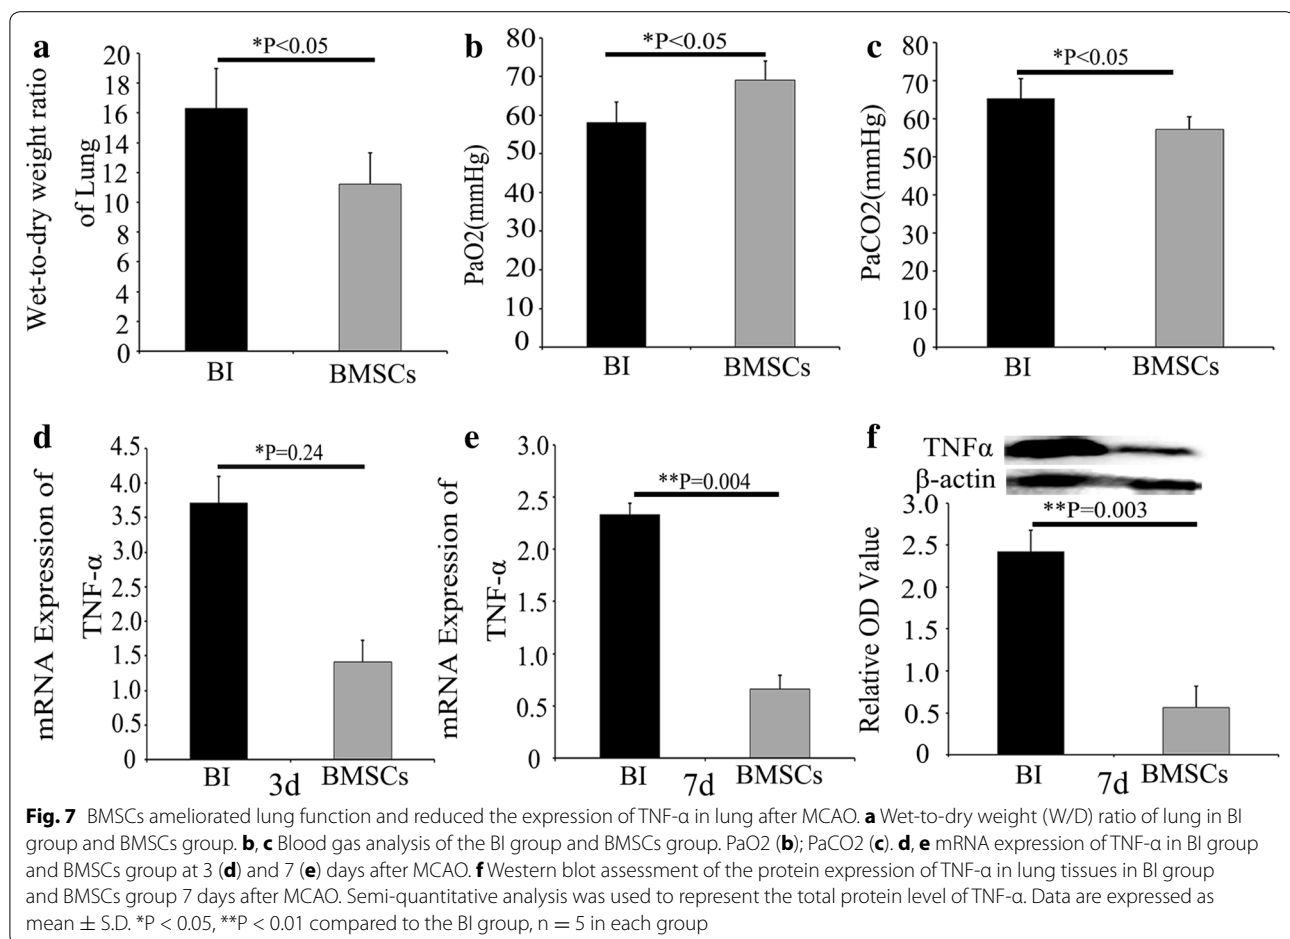 a
*P<0.05
Wet-to-dry weight ratio
of Lung
20
18
16
14
12
10
8
6
4
2
0
BI
BMSCs
b
*P<0.05
PaO2(mmHg)
80
70
60
50
40
30
20
10
0
BI
BMSCs
c
*P<0.05
PaCO2(mmHg)
80
70
60
50
40
30
20
10
0
BI
BMSCs
d
*P=0.24
mRNA Expression of
TNF-α
4.5
4.0
3.5
3.0
2.5
2.0
1.5
1.0
0.5
0
BI
3d
BMSCs
e
**P=0.004
mRNA Expression of
TNF-α
3.0
2.5
2.0
1.5
1.0
0.5
0
BI
7d
BMSCs
f
TNFα
β-actin
**P=0.003
Relative OD Value
3.0
2.5
2.0
1.5
1.0
0.5
0
BI
7d
BMSCs
Fig. 7 BMSCs ameliorated lung function and reduced the expression of TNF-α in lung after MCAO. a Wet-to-dry weight (W/D) ratio of lung in BI
group and BMSCs group. b, c Blood gas analysis of the BI group and BMSCs group. PaO2 (b); PaCO2 (c). d, e mRNA expression of TNF-α in BI group
and BMSCs group at 3 (d) and 7 (e) days after MCAO. f Western blot assessment of the protein expression of TNF-α in lung tissues in BI group
and BMSCs group 7 days after MCAO. Semi-quantitative analysis was used to represent the total protein level of TNF-α. Data are expressed as
mean ± S.D. *P < 0.05, **P < 0.01 compared to the BI group, n = 5 in each group